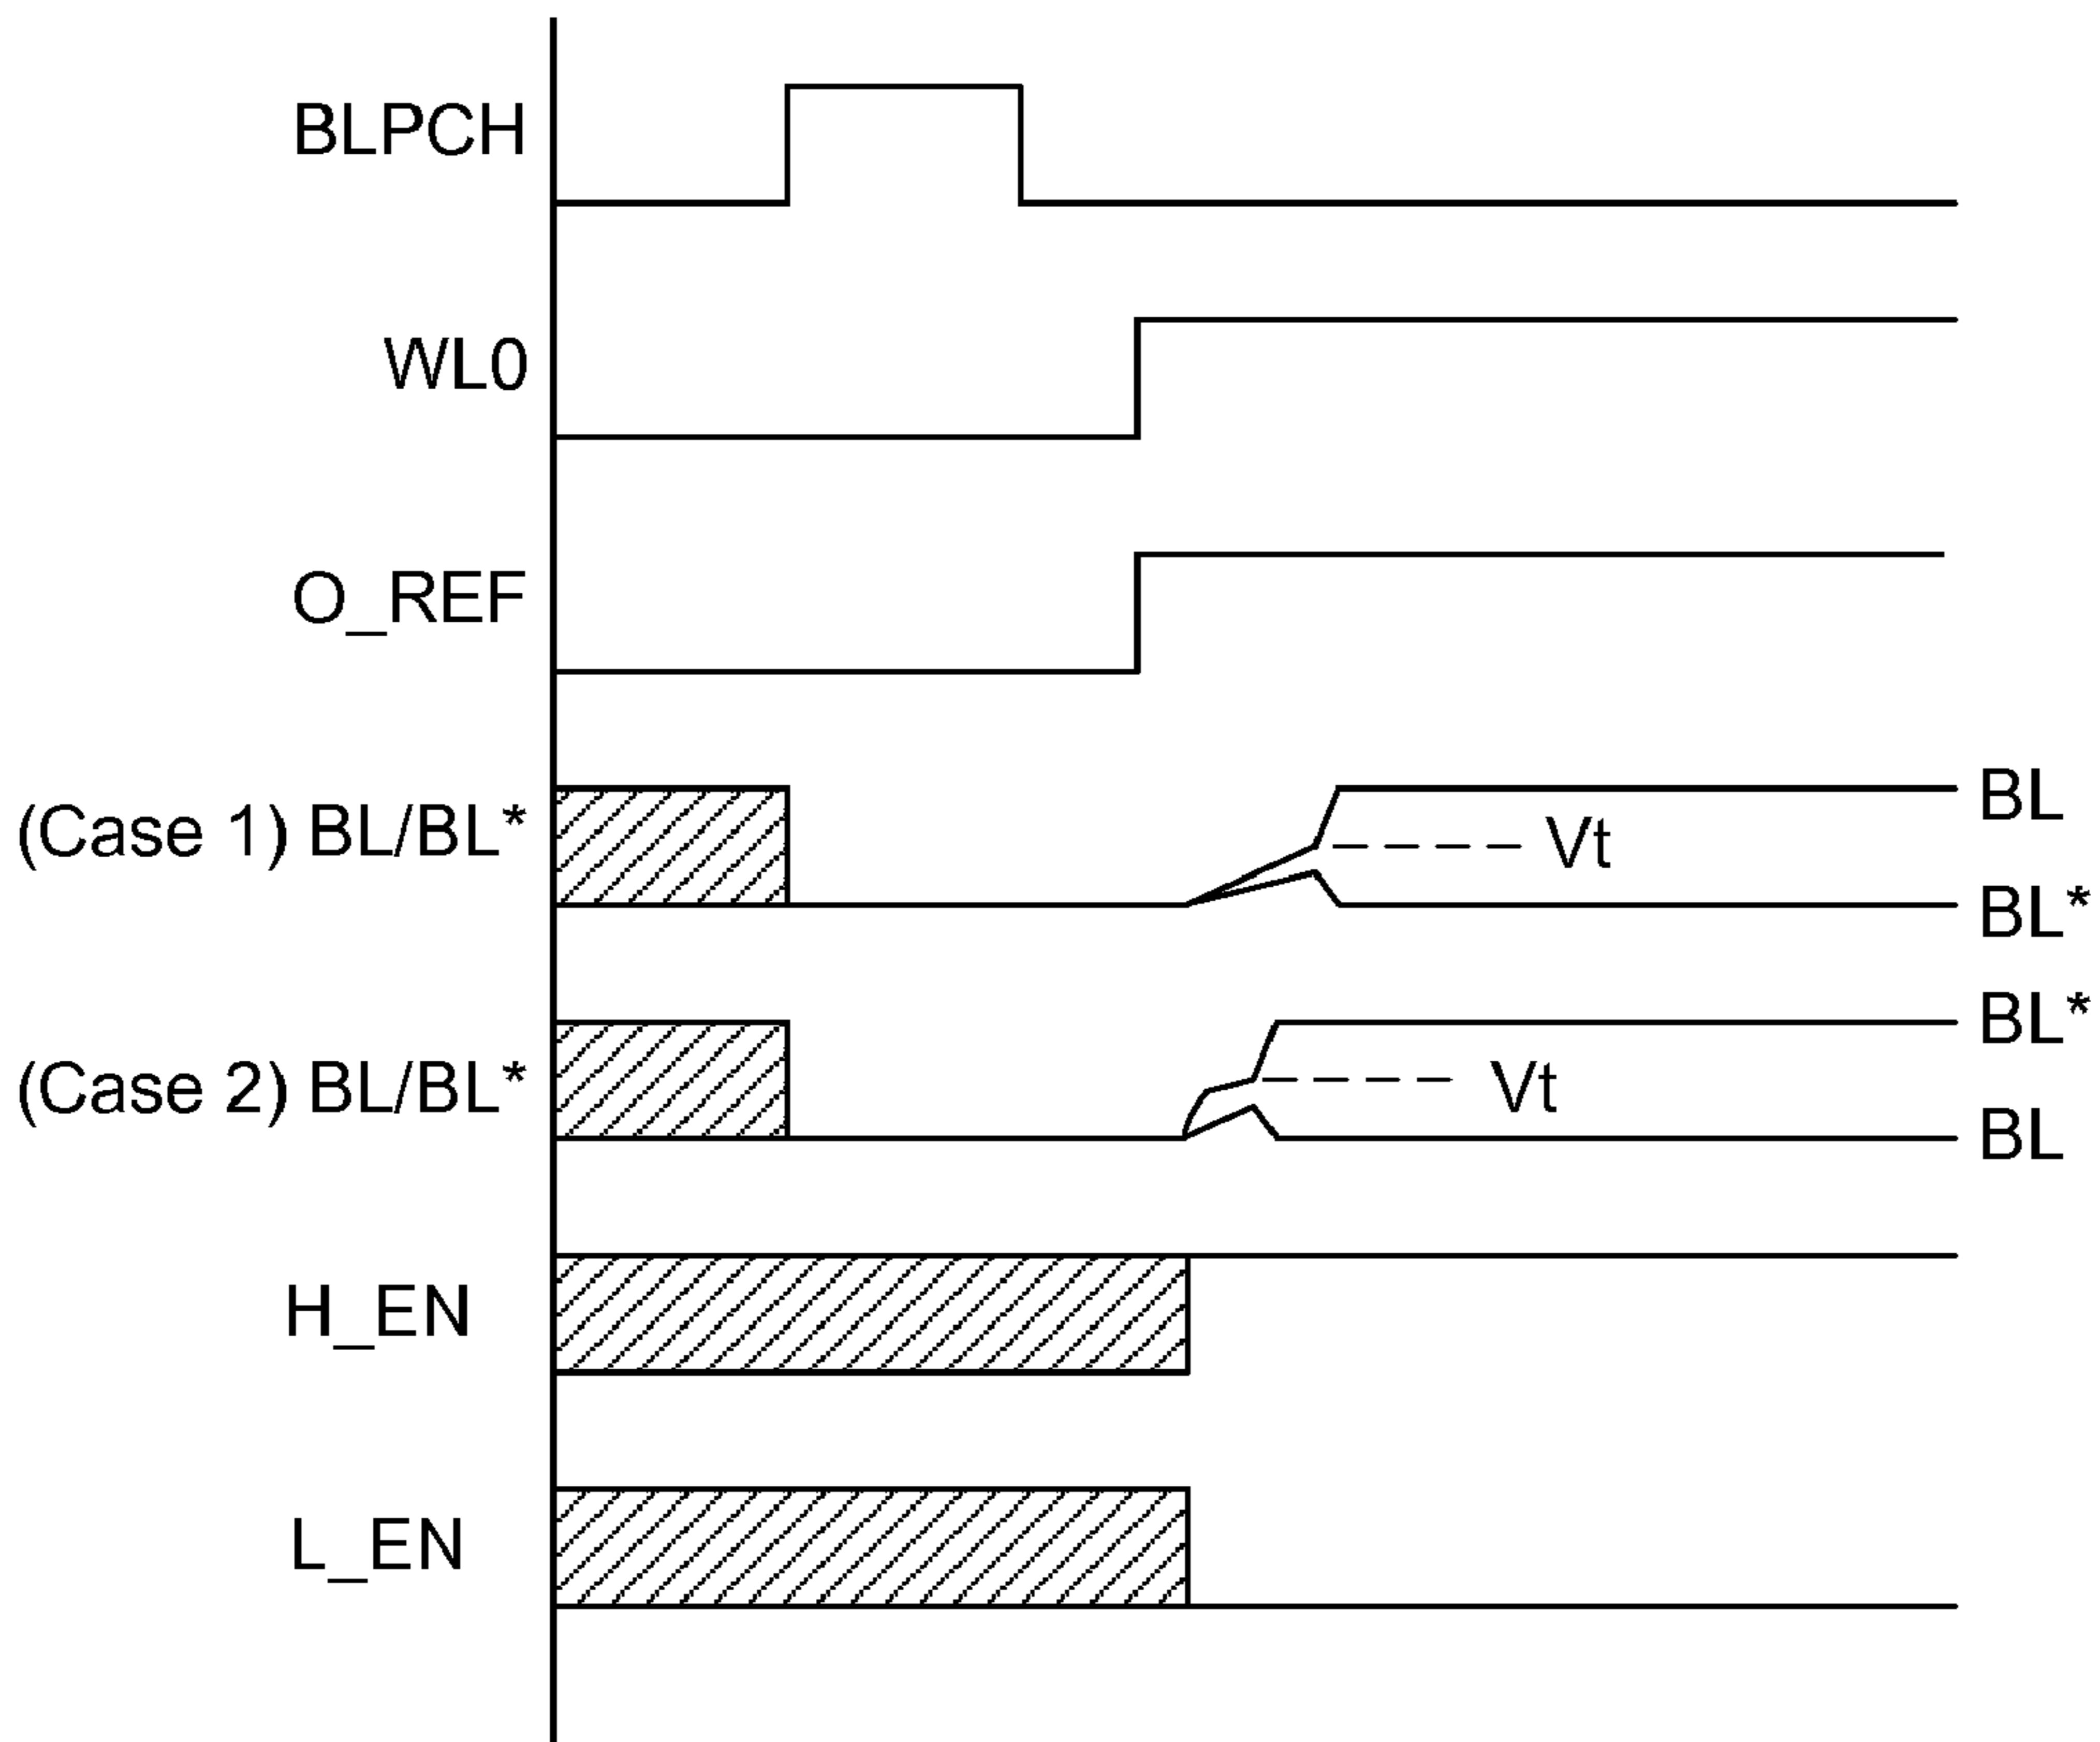 BLPCH
WL0
O_REF
(Case 1) BL/BL*
Vt
BL
BL*
(Case 2) BL/BL*
Vt
BL*
BL
H_EN
L_EN